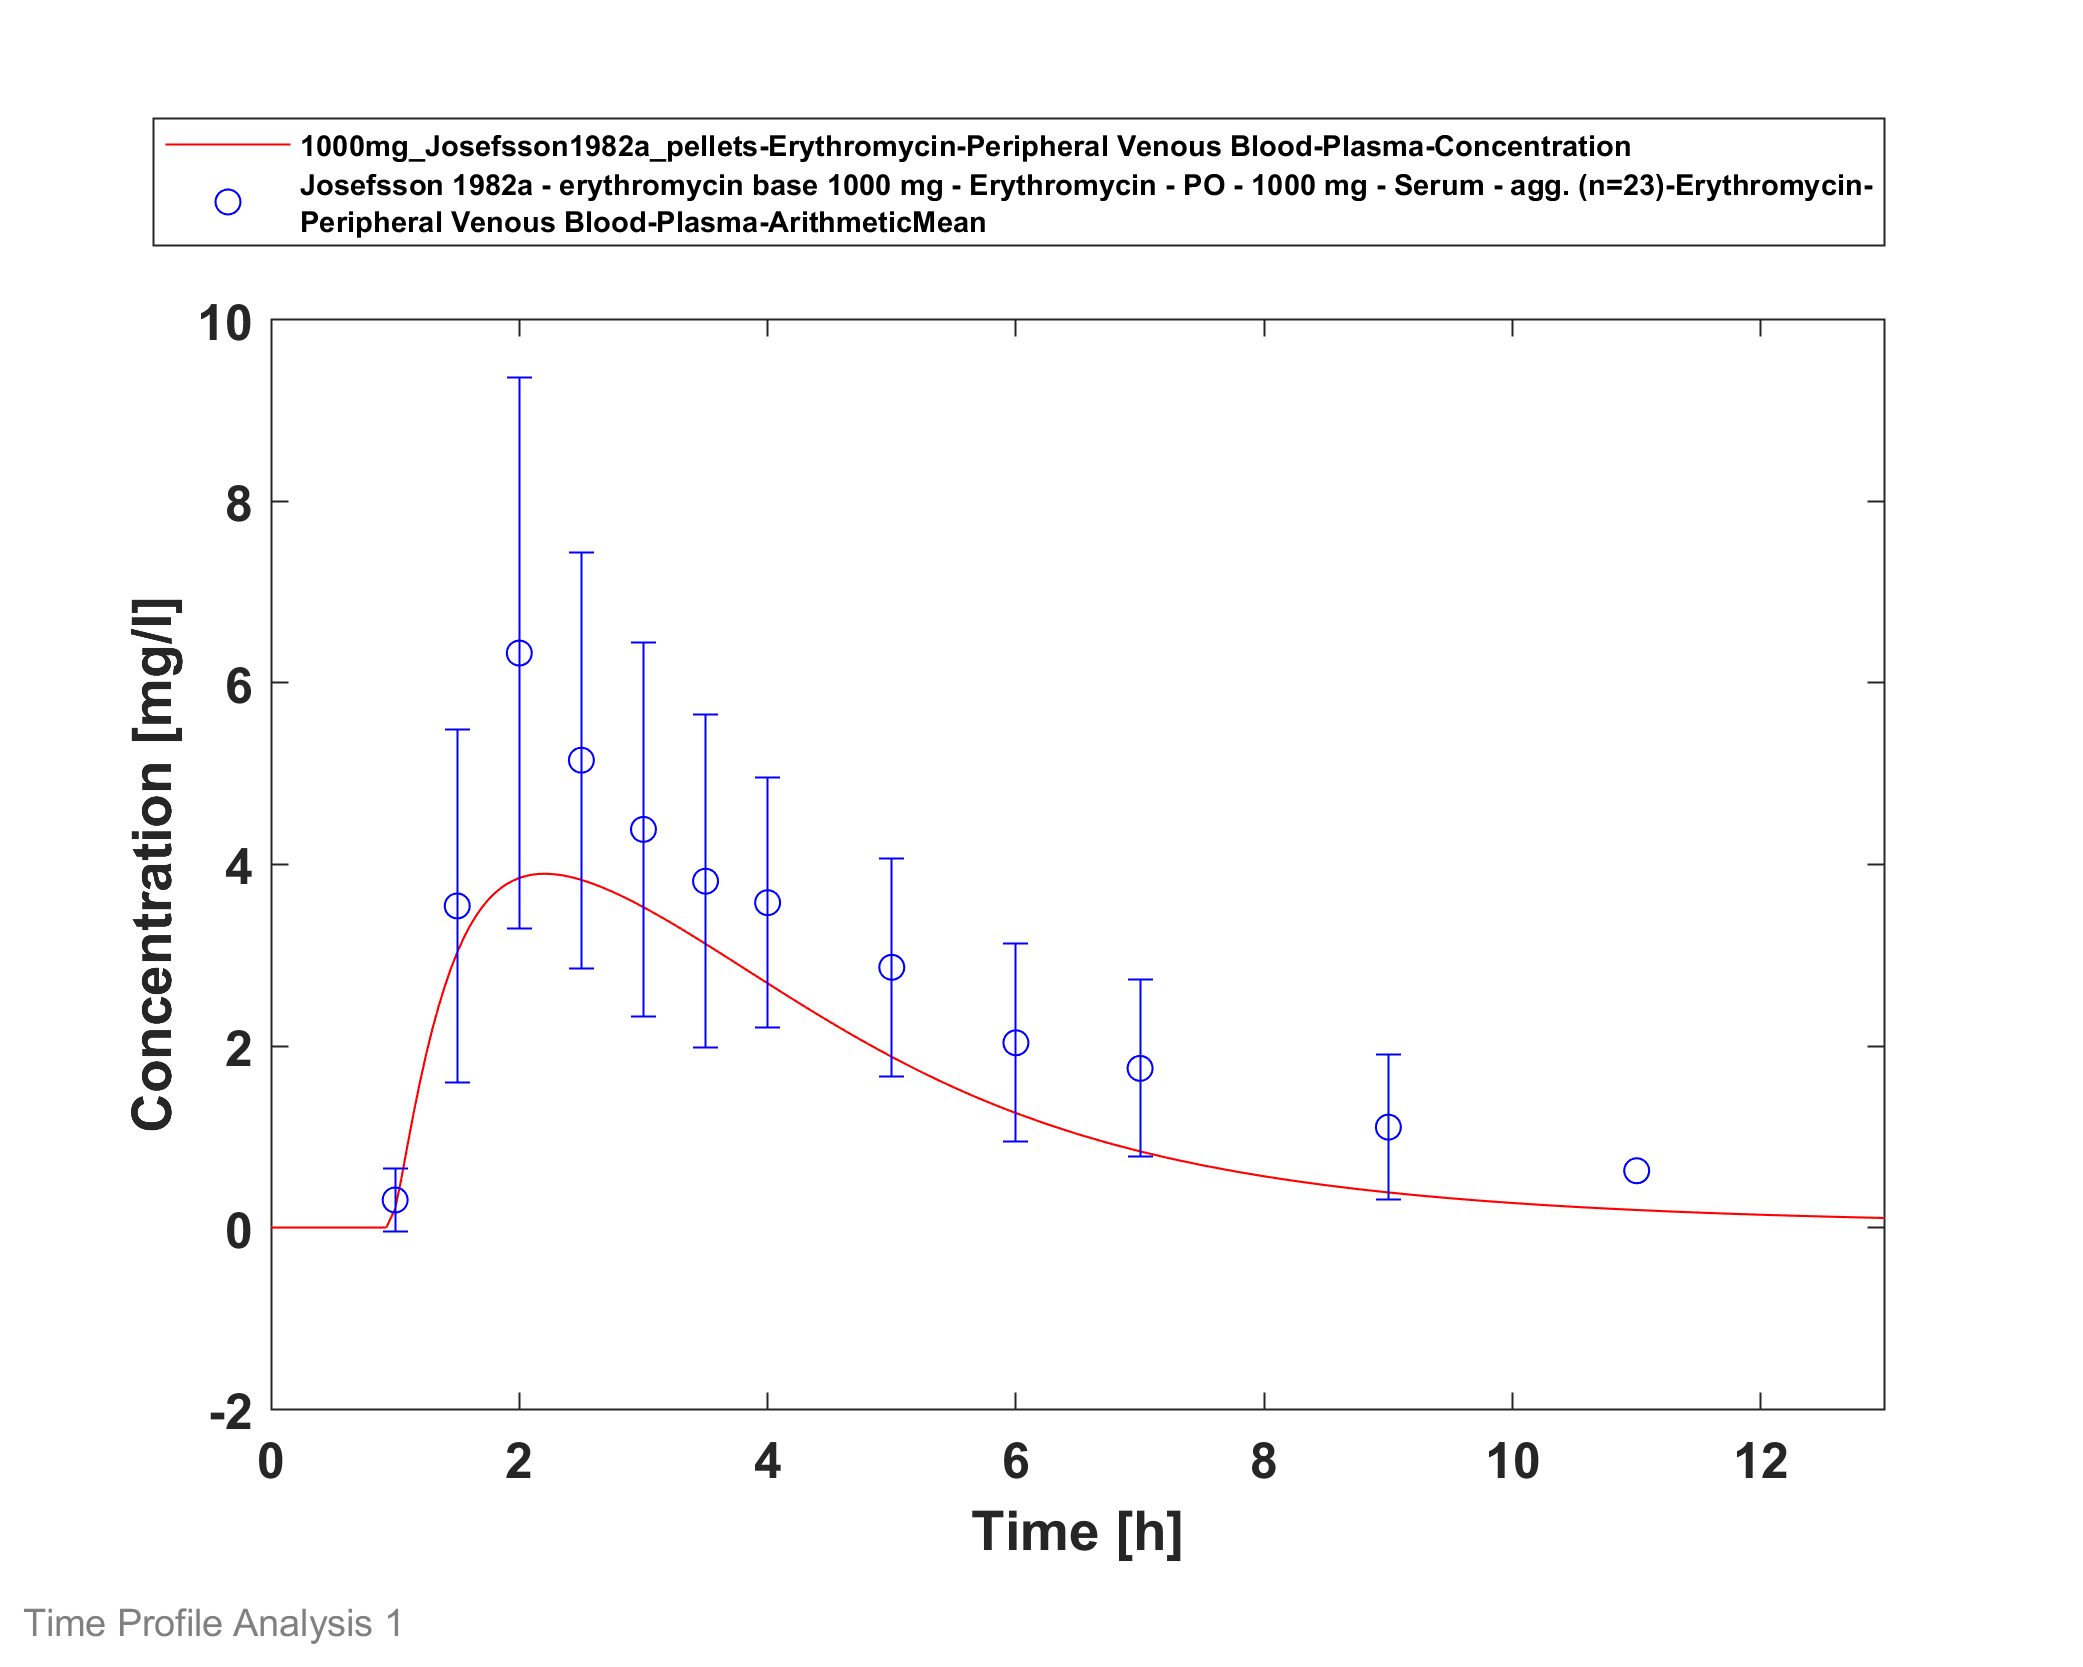 1000mg_Josefsson1982a_pellets-Erythromycin-Peripheral Venous Blood-Plasma-Concentration
Josefsson 1982a - erythromycin base 1000 mg - Erythromycin - PO - 1000 mg - Serum - agg. (n=23)-Erythromycin-
Peripheral Venous Blood-Plasma-ArithmeticMean
10
8
6
4
2
0
-2
Concentration [mg/l]
0 2 4 6 8 10 12
Time [h]
Time Profile Analysis 1